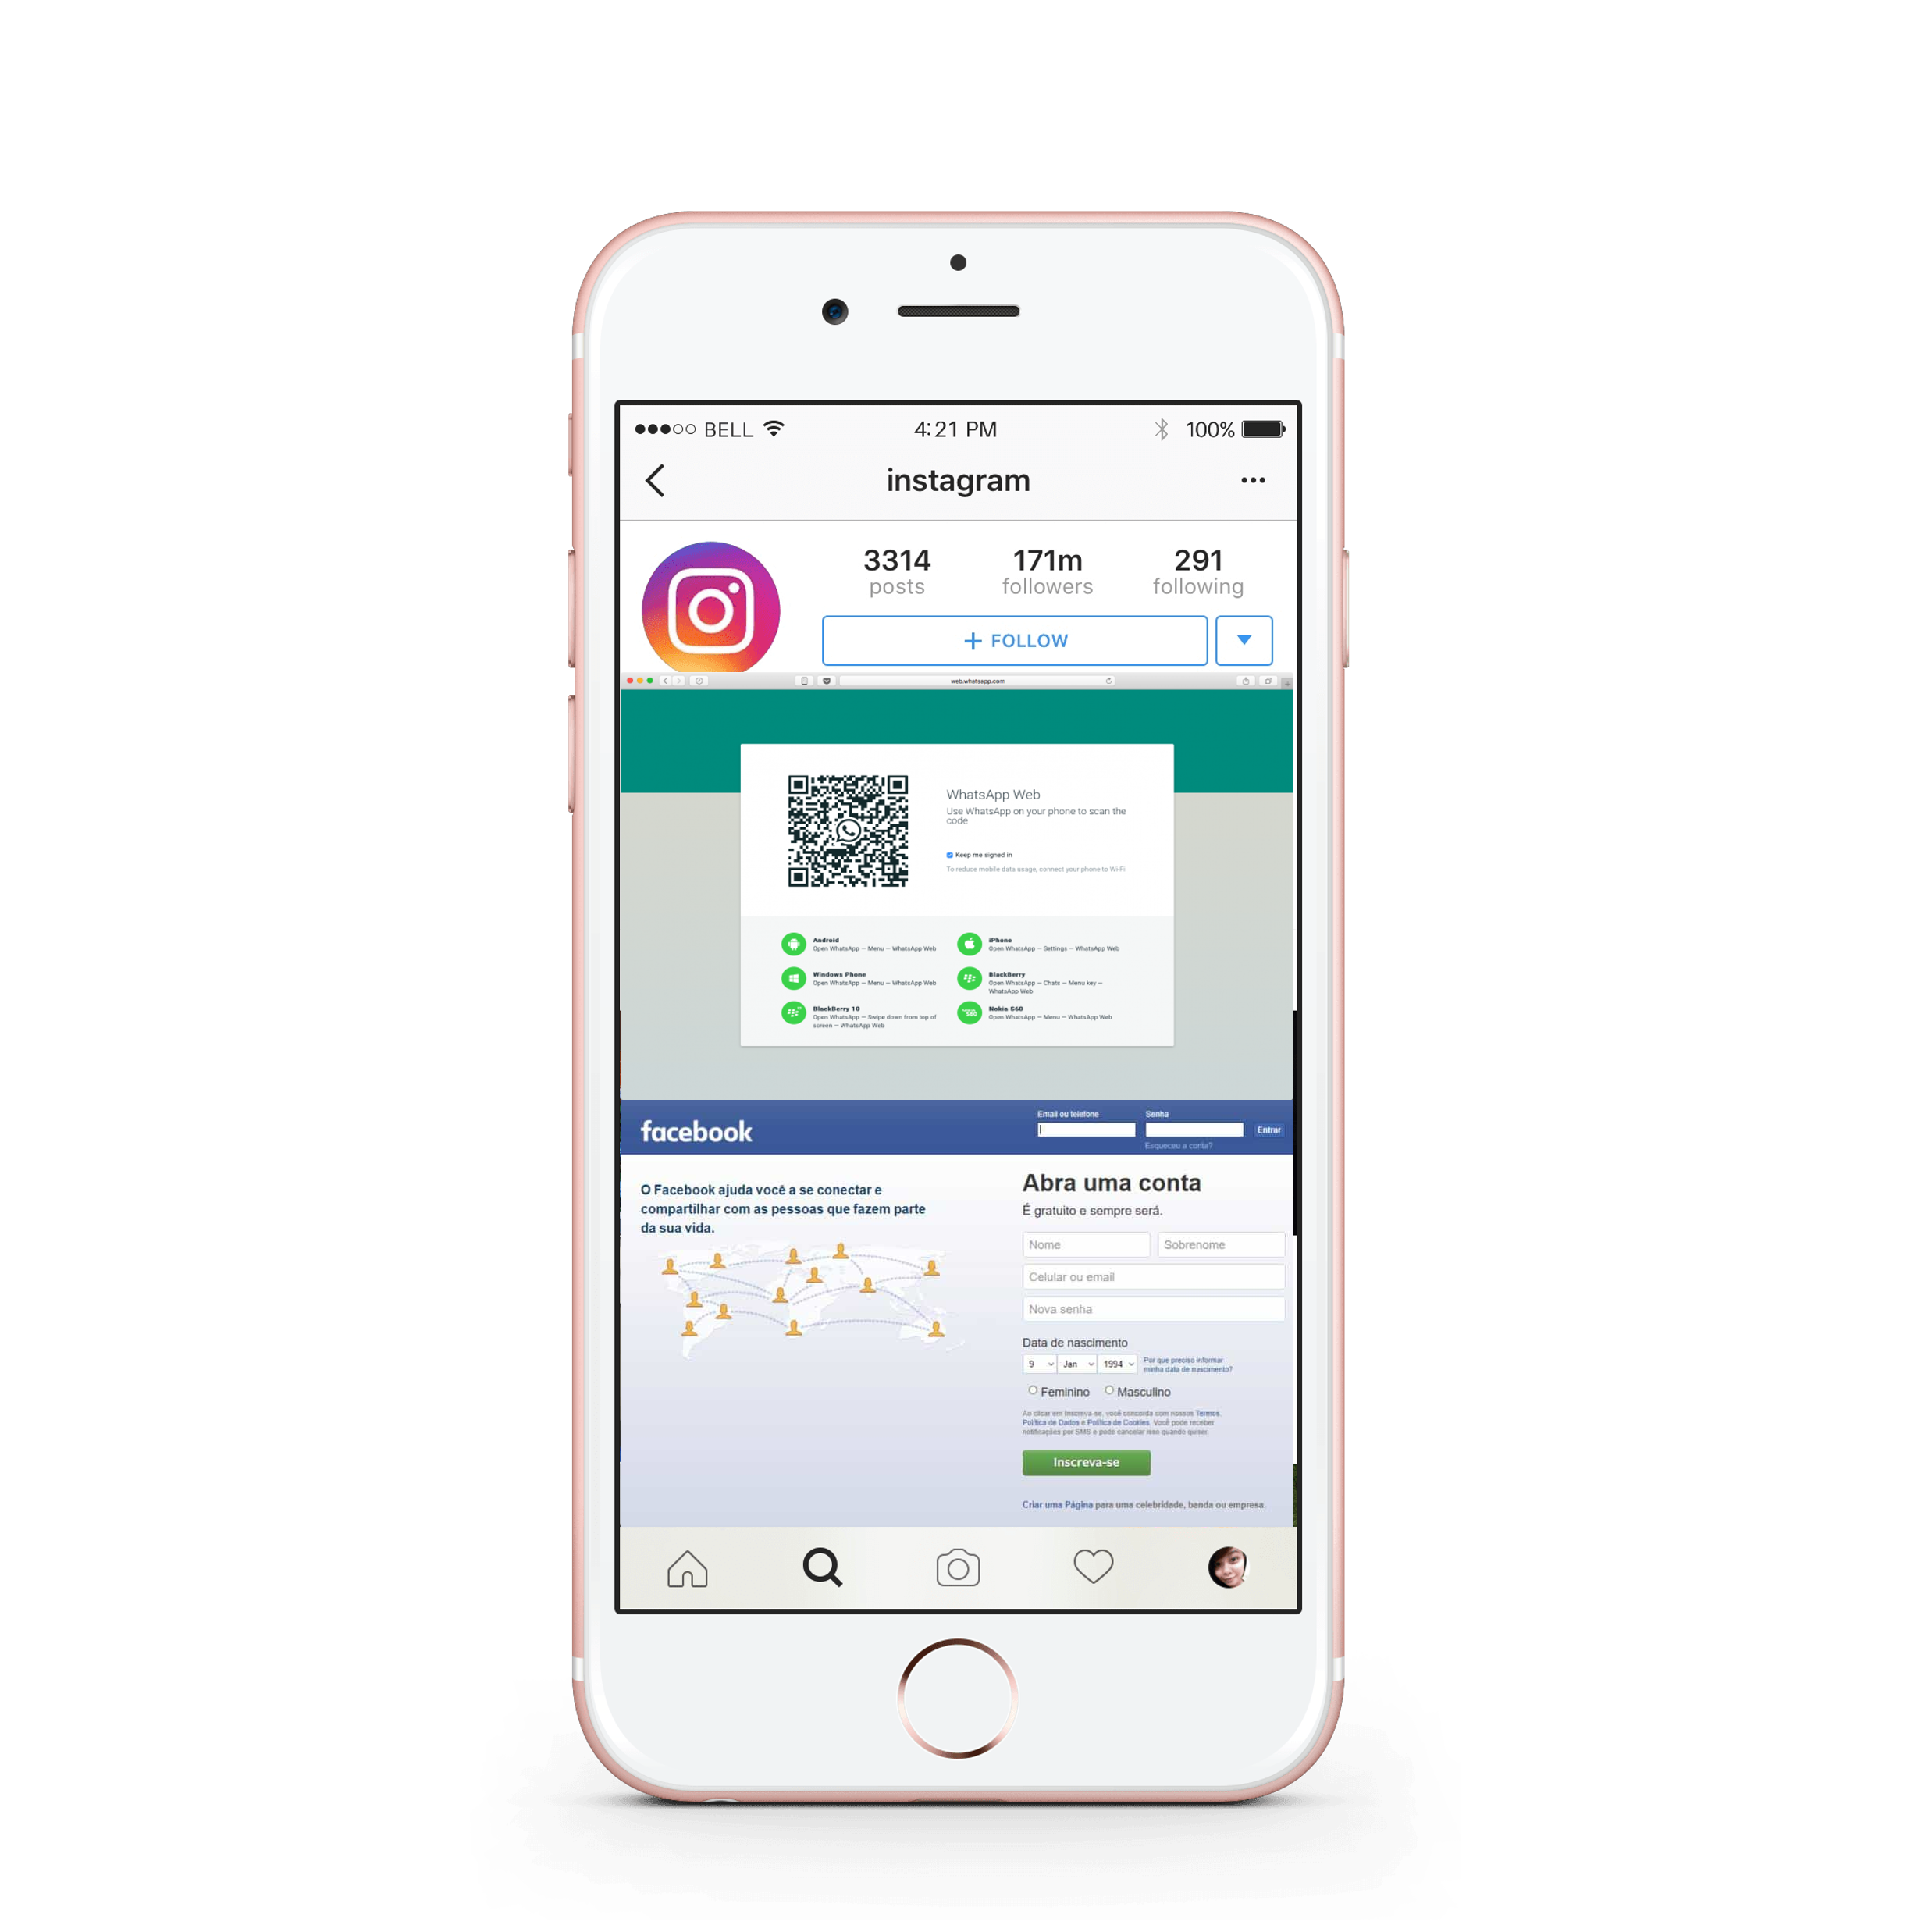 BELL
4:21 PM
100%
instagram
3314
posts
171m
followers
291
following
+ FOLLOW
web.whatsapp.com
WhatsApp Web
Use WhatsApp on your phone to scan the
code
Keep me signed in
To reduce mobile data usage, connect your phone to Wi-Fi
Android
Open WhatsApp – Menu – WhatsApp Web
iPhone
Open WhatsApp – Settings – WhatsApp Web
Windows Phone
Open WhatsApp – Menu – WhatsApp Web
BlackBerry
Open WhatsApp – Chats – Menu key –
WhatsApp Web
BlackBerry 10
Open WhatsApp – Swipe down from top of
screen – WhatsApp Web
S60
Nokia S60
Open WhatsApp – Menu – WhatsApp Web
facebook
Email ou telefone
Senha
Entrar
Esqueceu a conta?
O Facebook ajuda você a se conectar e
compartilhar com as pessoas que fazem parte
da sua vida.
Abra uma conta
É gratuito e sempre será.
Nome
Sobrenome
Celular ou email
Nova senha
Data de nascimento
9 Jan 1994
Por que preciso informar
minha data de nascimento?
Feminino Masculino
Ao clicar em Inscreva-se, você concorda com nossos Termos,
Política de Dados e Política de Cookies. Você pode receber
notificações por SMS e pode cancelar isso quando quiser.
Inscreva-se
Criar uma Página para uma celebridade, banda ou empresa.